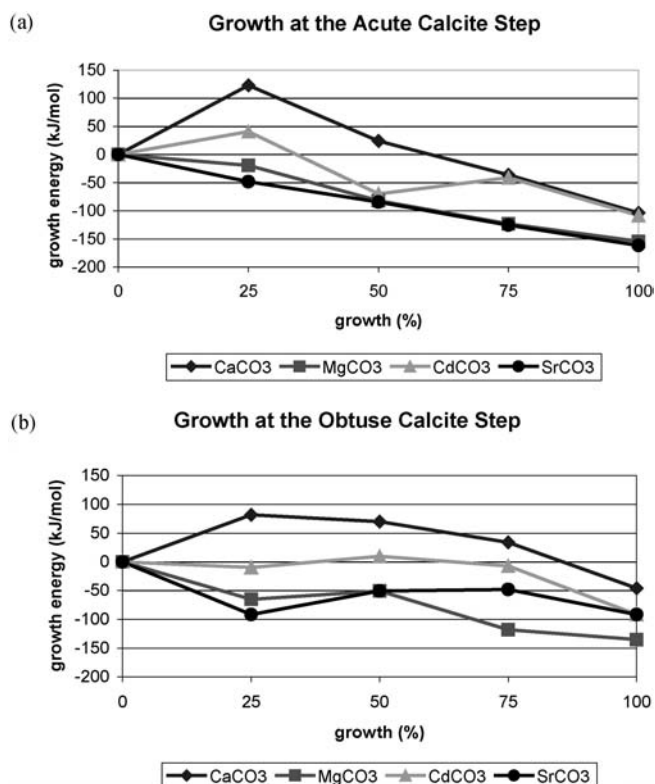 (a)
Growth at the Acute Calcite Step
150
100
50
0
-50
-100
-150
-200
growth energy (kJ/mol)
0 25 50 75 100
growth (%)
CaCO3 MgCO3 CdCO3 SrCO3
(b)
Growth at the Obtuse Calcite Step
150
100
50
0
-50
-100
-150
-200
growth energy (kJ/mol)
0 25 50 75 100
growth (%)
CaCO3 MgCO3 CdCO3 SrCO3